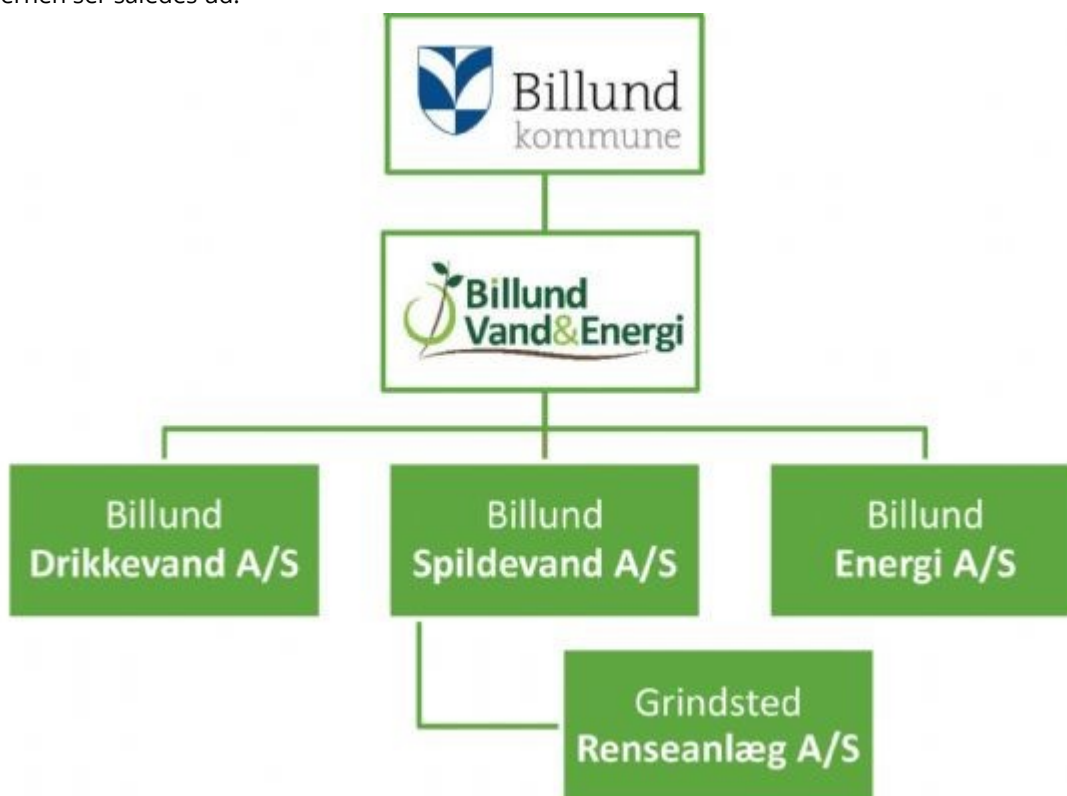 Billund
kommune
Billund
Vand&Energi
Billund
Drikkevand A/S
Billund
Spildevand A/S
Billund
Energi A/S
Grindsted
Renseanlæg A/S